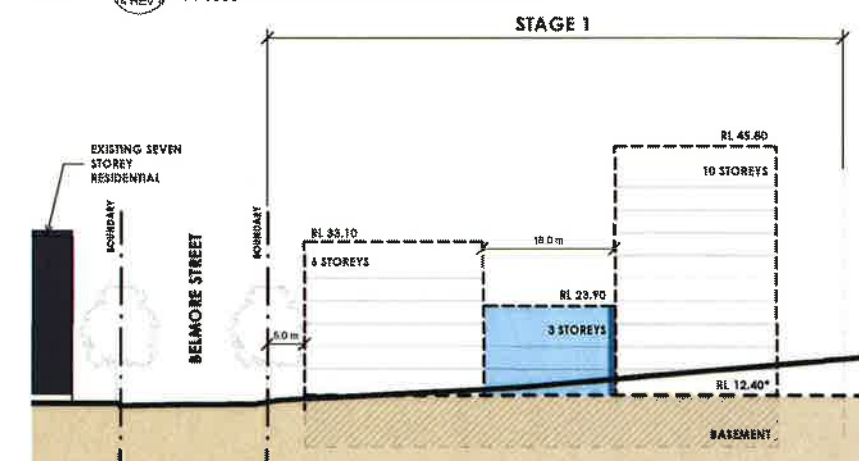 STAGE 1
RL 45.80
10 STOREYS
EXISTING SEVEN
STOREY
RESIDENTIAL
BOUNDARY
BELMORE STREET
BOUNDARY
RL 33.10
6 STOREYS
18.0 m
RL 23.90
3 STOREYS
5.0 m
RL 12.40*
BASEMENT